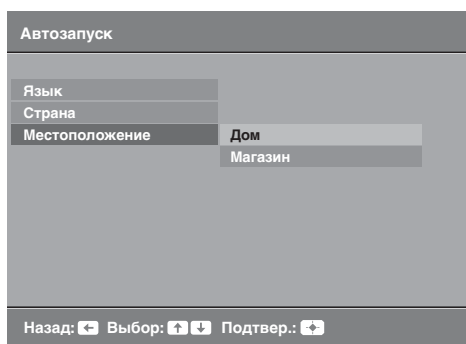 Автозапуск
Язык
Страна
Местоположение Дом
Магазин
Назад: Выбор: Подтвер.: